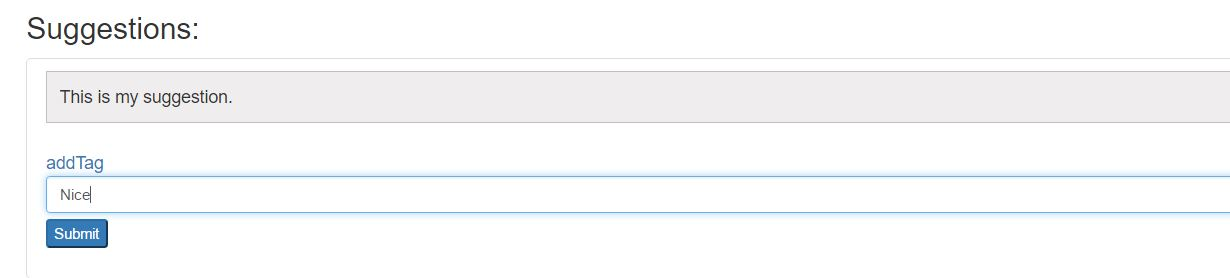 Suggestions:
This is my suggestion.
addTag
Nice
Submit